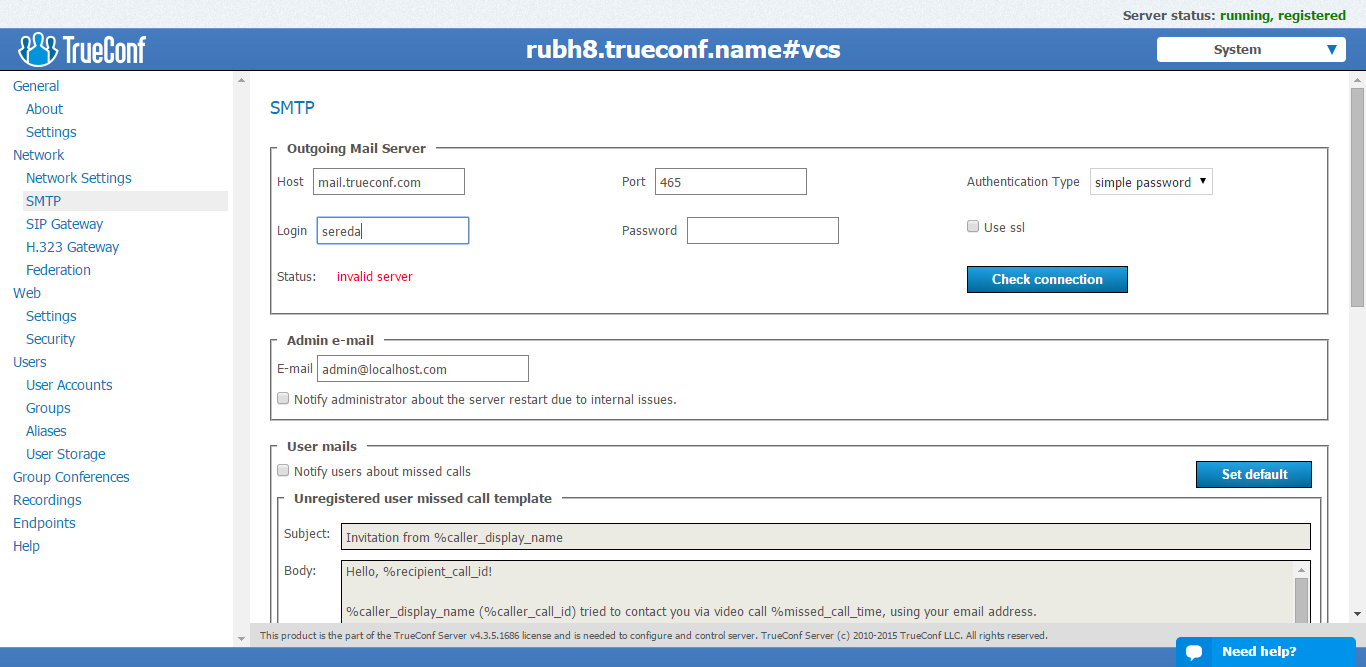 Server status: running, registered
TrueConf
rubh8.trueconf.name#vcs
System
General
About
Settings
Network
Network Settings
SMTP
SIP Gateway
H.323 Gateway
Federation
Web
Settings
Security
Users
User Accounts
Groups
Aliases
User Storage
Group Conferences
Recordings
Endpoints
Help
SMTP
Outgoing Mail Server
Host mail.trueconf.com Port 465 Authentication Type simple password
Login sereda Password Use ssl
Status: invalid server Check connection
Admin e-mail
E-mail admin@localhost.com
Notify administrator about the server restart due to internal issues.
User mails
Notify users about missed calls Set default
Unregistered user missed call template
Subject: Invitation from %caller_display_name
Body: Hello, %recipient_call_id!
%caller_display_name (%caller_call_id) tried to contact you via video call %missed_call_time, using your email address.
This product is the part of the TrueConf Server v4.3.5.1686 license and is needed to configure and control server. TrueConf Server (c) 2010-2015 TrueConf LLC. All rights reserved.
Need help?